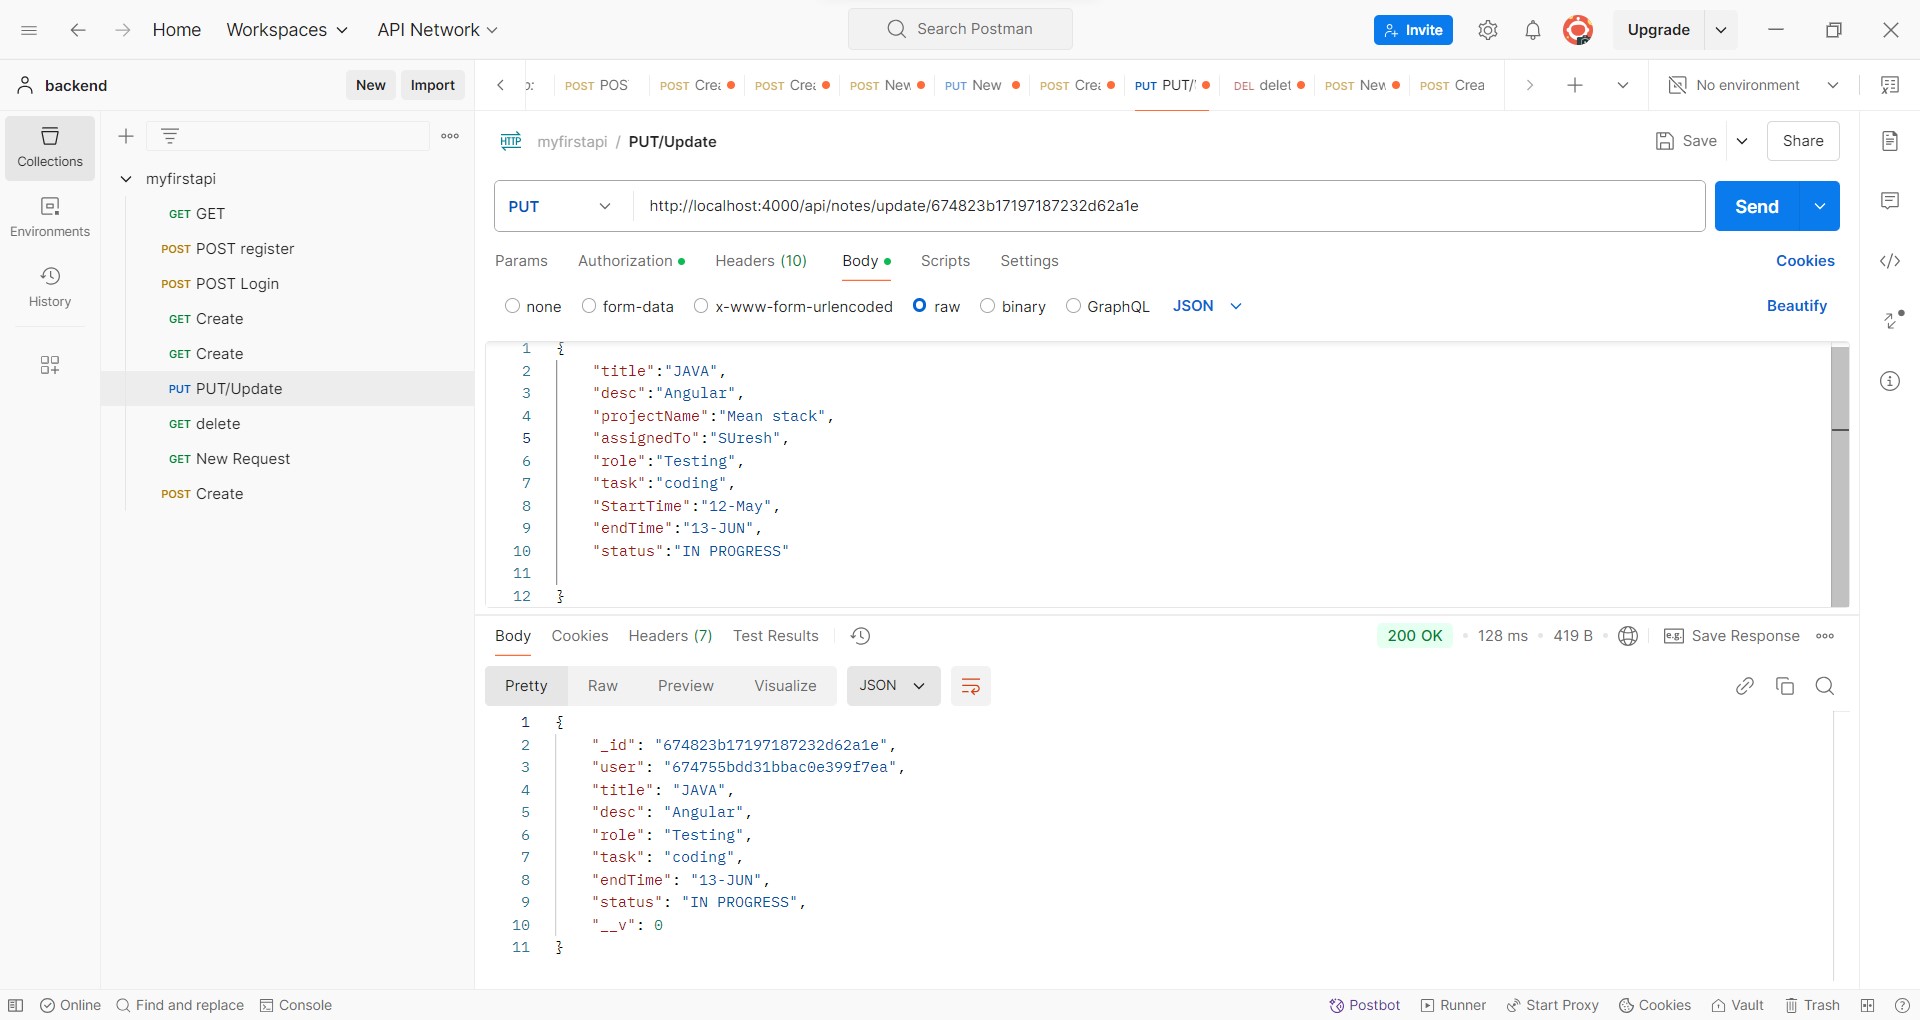 Home Workspaces API Network Search Postman Invite Upgrade
backend New Import POST POS POST Crea POST Crea POST New PUT New POST Crea PUT PUT/ DEL delet POST New POST Crea No environment
Collections
Environments
History
myfirstapi
GET GET
POST POST register
POST POST Login
GET Create
GET Create
PUT PUT/Update
GET delete
GET New Request
POST Create
HTTP myfirstapi / PUT/Update Save Share
PUT http://localhost:4000/api/notes/update/674823b17197187232d62a1e Send
Params Authorization Headers (10) Body Scripts Settings Cookies
none form-data x-www-form-urlencoded raw binary GraphQL JSON Beautify
1 {
2 "title":"JAVA",
3 "desc":"Angular",
4 "projectName":"Mean stack",
5 "assignedTo":"SUresh",
6 "role":"Testing",
7 "task":"coding",
8 "StartTime":"12-May",
9 "endTime":"13-JUN",
10 "status":"IN PROGRESS"
11
12 }
Body Cookies Headers (7) Test Results 200 OK 128 ms 419 B e.g. Save Response
Pretty Raw Preview Visualize JSON
1 {
2 "_id": "674823b17197187232d62a1e",
3 "user": "674755bdd31bbac0e399f7ea",
4 "title": "JAVA",
5 "desc": "Angular",
6 "role": "Testing",
7 "task": "coding",
8 "endTime": "13-JUN",
9 "status": "IN PROGRESS",
10 "__v": 0
11 }
Online Find and replace Console Postbot Runner Start Proxy Cookies Vault Trash